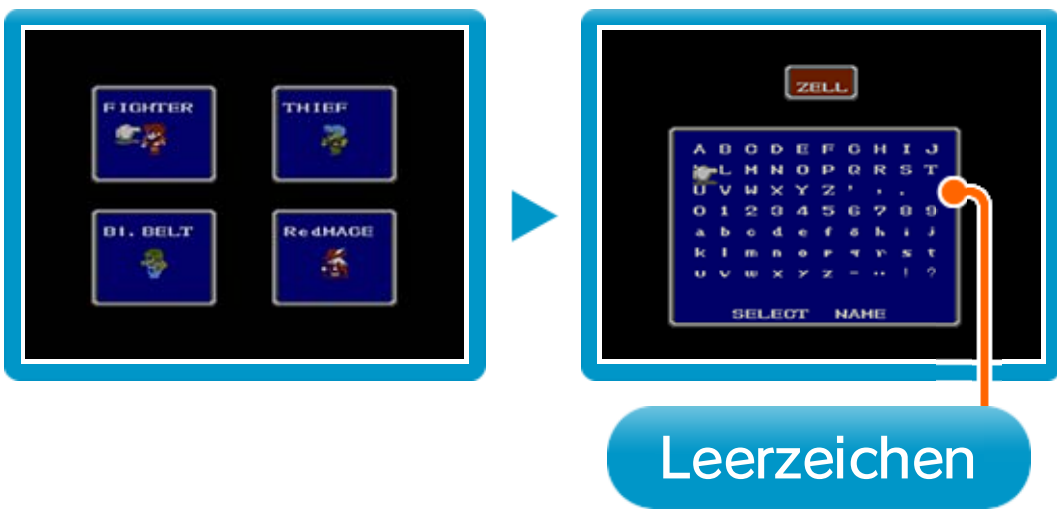 FIGHTER
THIEF
Bl. BELT
RedMAGE
ZELL
A B C D E F G H I J
L M N O P Q R S T
U V W X Y Z ' , .
0 1 2 3 4 5 6 7 8 9
a b c d e f g h i j
k l m n o p q r s t
u v w x y z - .. ! ?
SELECT NAME
Leerzeichen